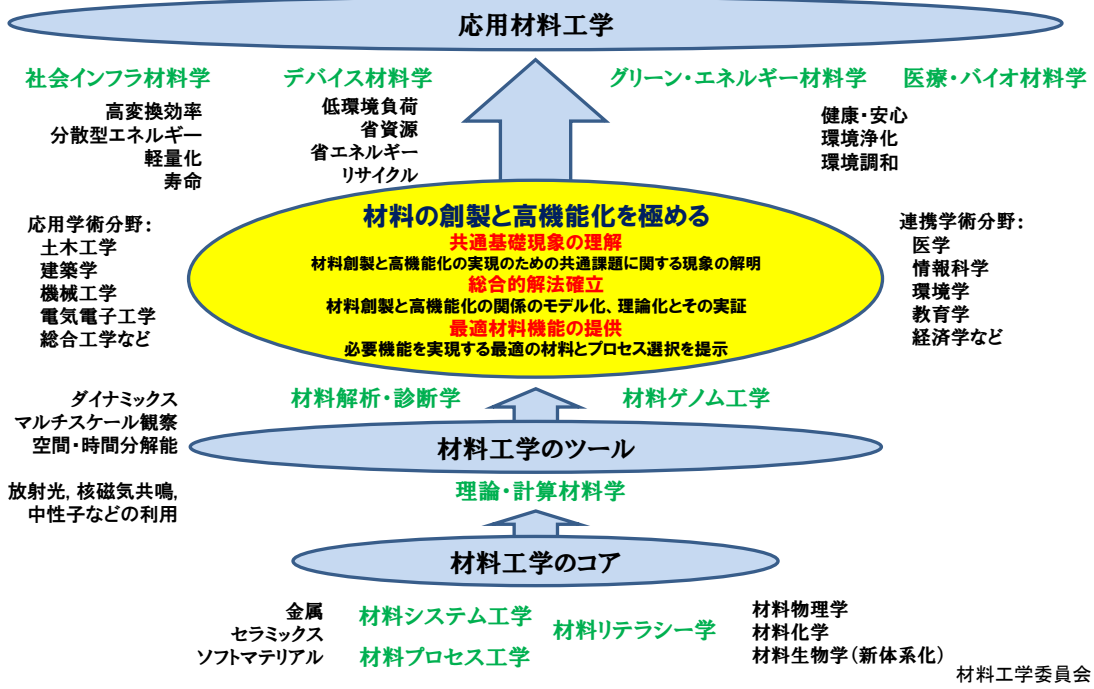 応用材料工学
社会インフラ材料学
デバイス材料学
グリーン・エネルギー材料学
医療・バイオ材料学
高変換効率
分散型エネルギー
軽量化
寿命
低環境負荷
省資源
省エネルギー
リサイクル
健康・安心
環境浄化
環境調和
材料の創製と高機能化を極める
共通基礎現象の理解
材料創製と高機能化の実現のための共通課題に関する現象の解明
総合的解法確立
材料創製と高機能化の関係のモデル化、理論化とその実証
最適材料機能の提供
必要機能を実現する最適の材料とプロセス選択を提示
応用学術分野:
土木工学
建築学
機械工学
電気電子工学
総合工学など
連携学術分野:
医学
情報科学
環境学
教育学
経済学など
ダイナミックス
マルチスケール観察
空間・時間分解能
材料解析・診断学
材料ゲノム工学
材料工学のツール
放射光, 核磁気共鳴,
中性子などの利用
理論・計算材料学
材料工学のコア
金属
セラミックス
ソフトマテリアル
材料システム工学
材料プロセス工学
材料リテラシー学
材料物理学
材料化学
材料生物学(新体系化)
材料工学委員会